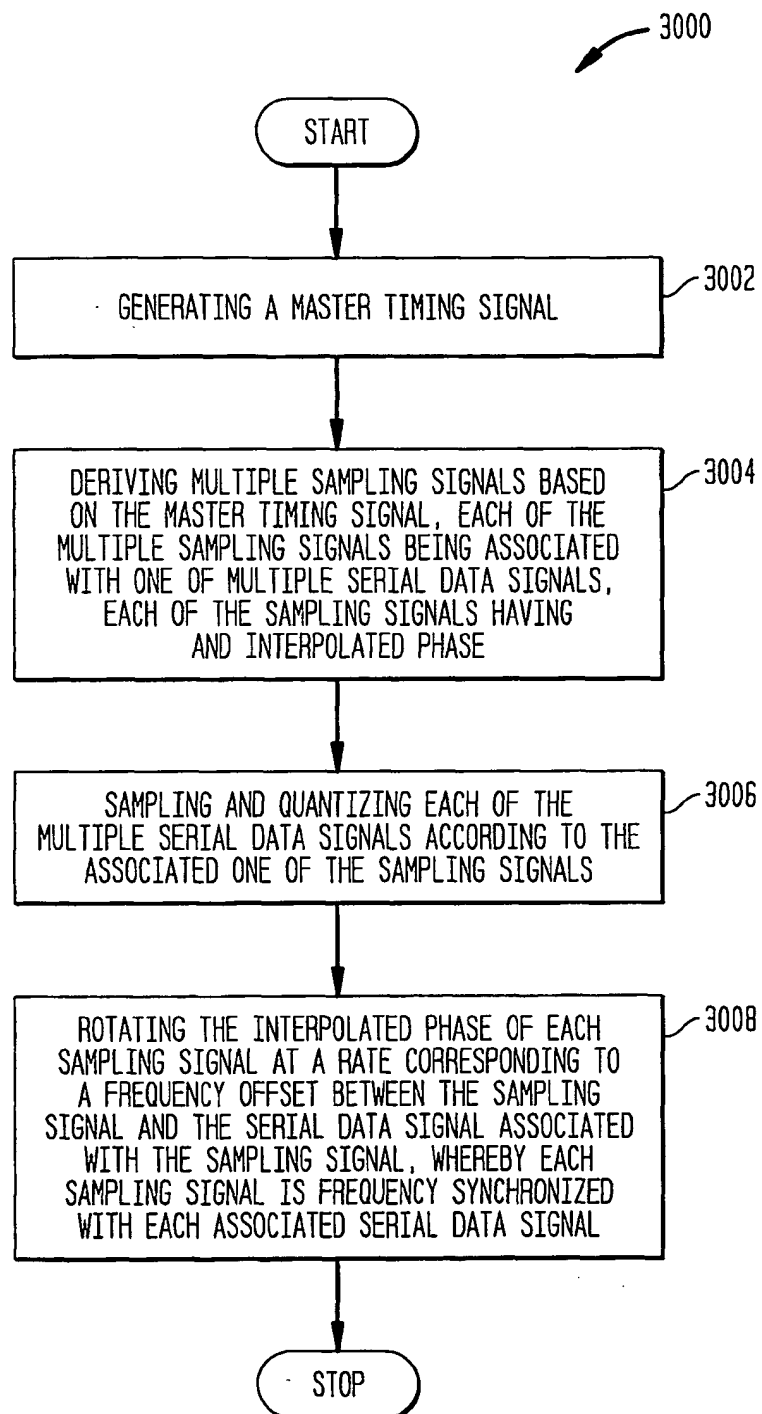 3000
START
GENERATING A MASTER TIMING SIGNAL
3002
DERIVING MULTIPLE SAMPLING SIGNALS BASED
ON THE MASTER TIMING SIGNAL, EACH OF THE
MULTIPLE SAMPLING SIGNALS BEING ASSOCIATED
WITH ONE OF MULTIPLE SERIAL DATA SIGNALS,
EACH OF THE SAMPLING SIGNALS HAVING
AND INTERPOLATED PHASE
3004
SAMPLING AND QUANTIZING EACH OF THE
MULTIPLE SERIAL DATA SIGNALS ACCORDING TO THE
ASSOCIATED ONE OF THE SAMPLING SIGNALS
3006
ROTATING THE INTERPOLATED PHASE OF EACH
SAMPLING SIGNAL AT A RATE CORRESPONDING TO
A FREQUENCY OFFSET BETWEEN THE SAMPLING
SIGNAL AND THE SERIAL DATA SIGNAL ASSOCIATED
WITH THE SAMPLING SIGNAL, WHEREBY EACH
SAMPLING SIGNAL IS FREQUENCY SYNCHRONIZED
WITH EACH ASSOCIATED SERIAL DATA SIGNAL
3008
STOP